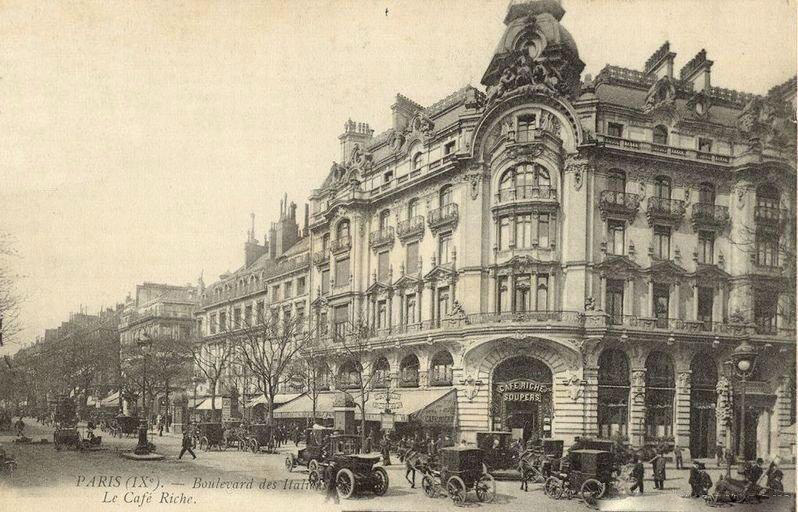 CAFÉ RICHE
SOUPERS
PARIS (IXe). — Boulevard des Italiens
Le Café Riche.